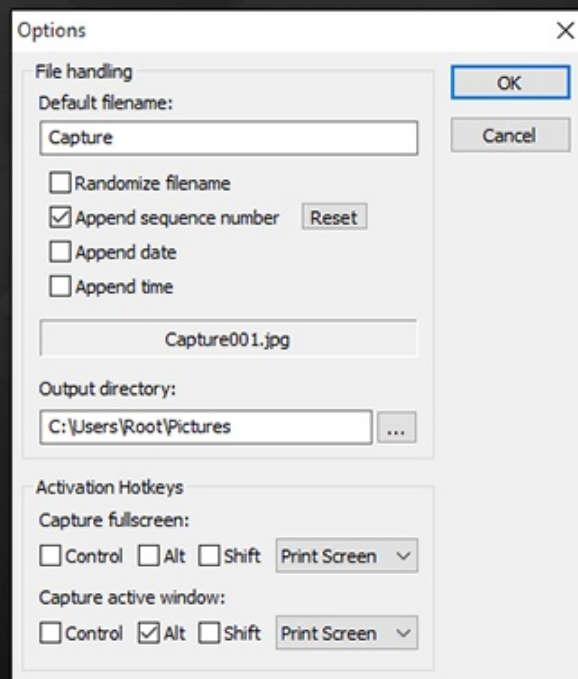 Options
File handling
OK
Default filename:
Capture
Cancel
Randomize filename
Append sequence number Reset
Append date
Append time
Capture001.jpg
Output directory:
C:\Users\Root\Pictures ...
Activation Hotkeys
Capture fullscreen:
Control Alt Shift Print Screen
Capture active window:
Control Alt Shift Print Screen